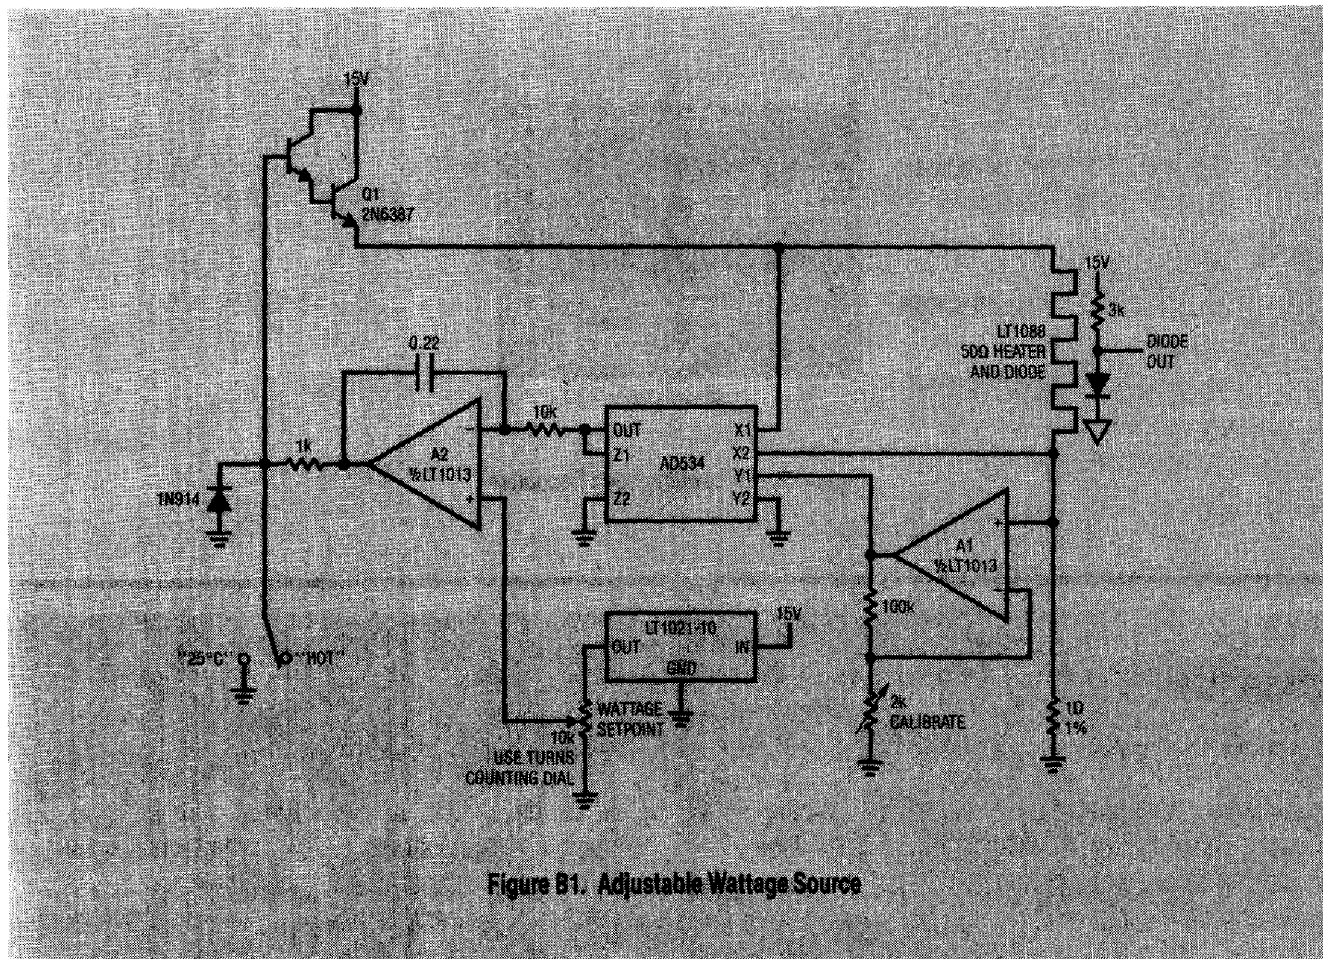 15V
Q1
2N6387
15V
3k
LT1088
50Ω HEATER
AND DIODE
DIODE
OUT
0.22
10k
1k
A2
½LT1013
−
+
OUT
Z1
Z2
AD534
X1
X2
Y1
Y2
1N914
A1
½LT1013
+
−
100k
LT1021-10
OUT
IN
GND
15V
"25°C"
"HOT"
WATTAGE
SETPOINT
10k
USE TURNS
COUNTING DIAL
2k
CALIBRATE
1Ω
1%
Figure B1. Adjustable Wattage Source